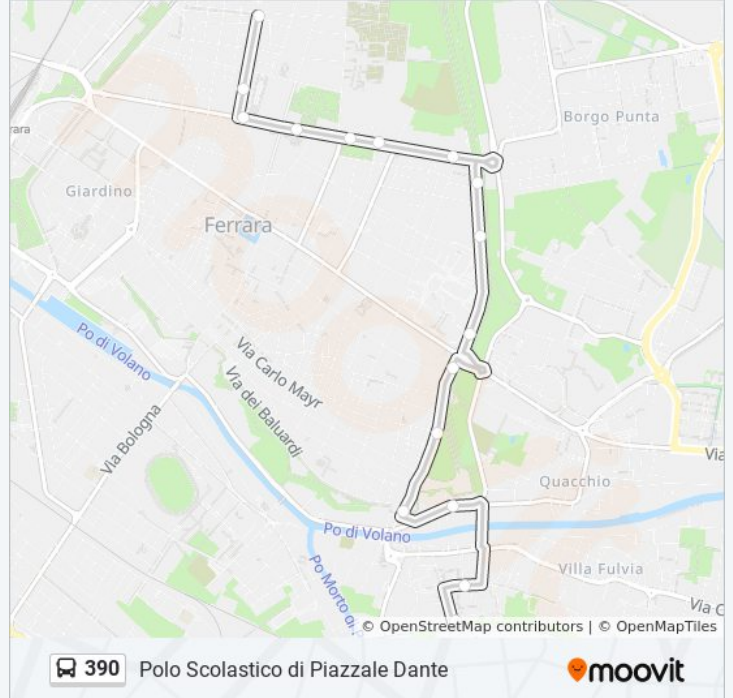 Borgo Punta
rara
Giardino
Ferrara
Po di Volano
Via Carlo Mayr
Via dei Baluardi
Via Bologna
Via
Quacchio
Po di Volano
Villa Fulvia
Po Morto di P
Via C
© OpenStreetMap contributors | © OpenMapTiles
390 Polo Scolastico di Piazzale Dante
moovit